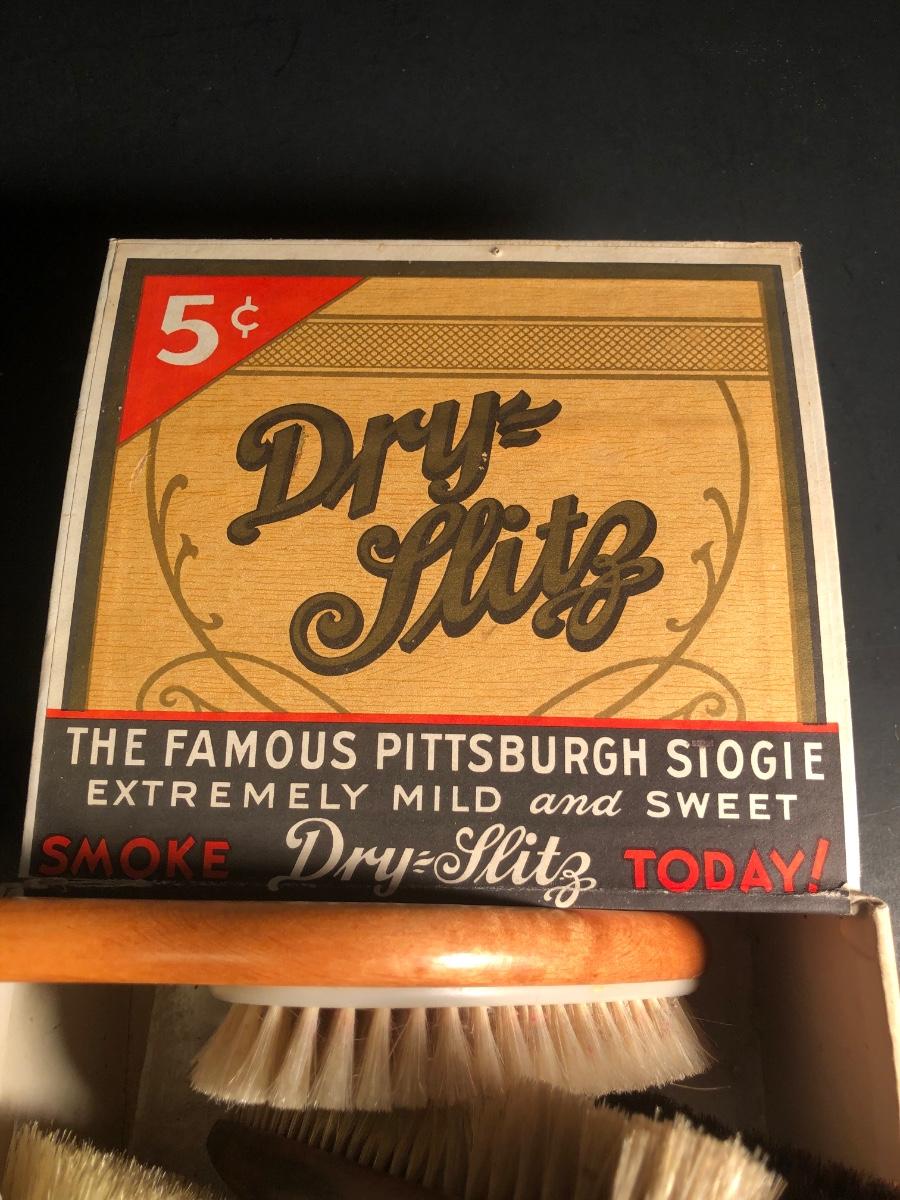 5¢
Dry-
Slitz
THE FAMOUS PITTSBURGH STOGIE
EXTREMELY MILD and SWEET
SMOKE Dry-Slitz TODAY!